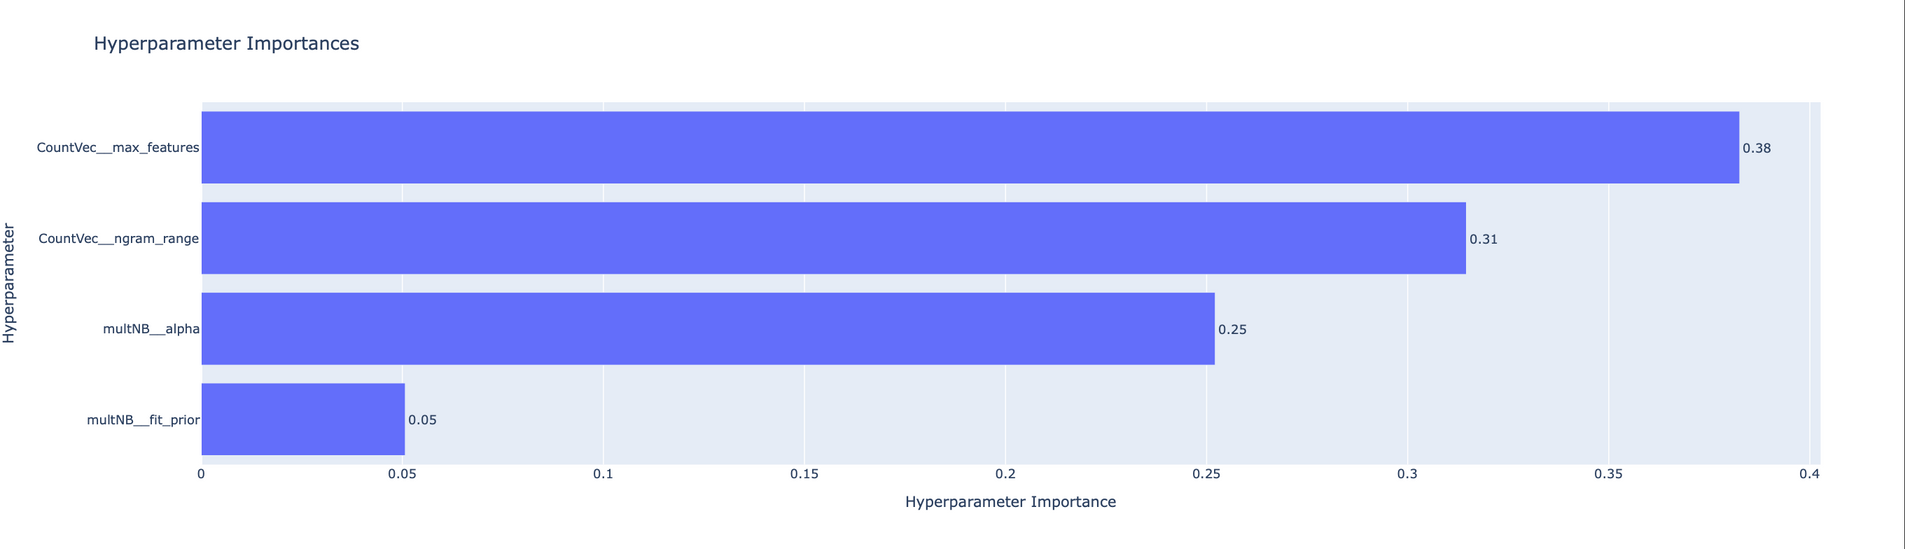 Hyperparameter Importances
Hyperparameter
CountVec__max_features
0.38
CountVec__ngram_range
0.31
multNB__alpha
0.25
multNB__fit_prior
0.05
0 0.05 0.1 0.15 0.2 0.25 0.3 0.35 0.4
Hyperparameter Importance